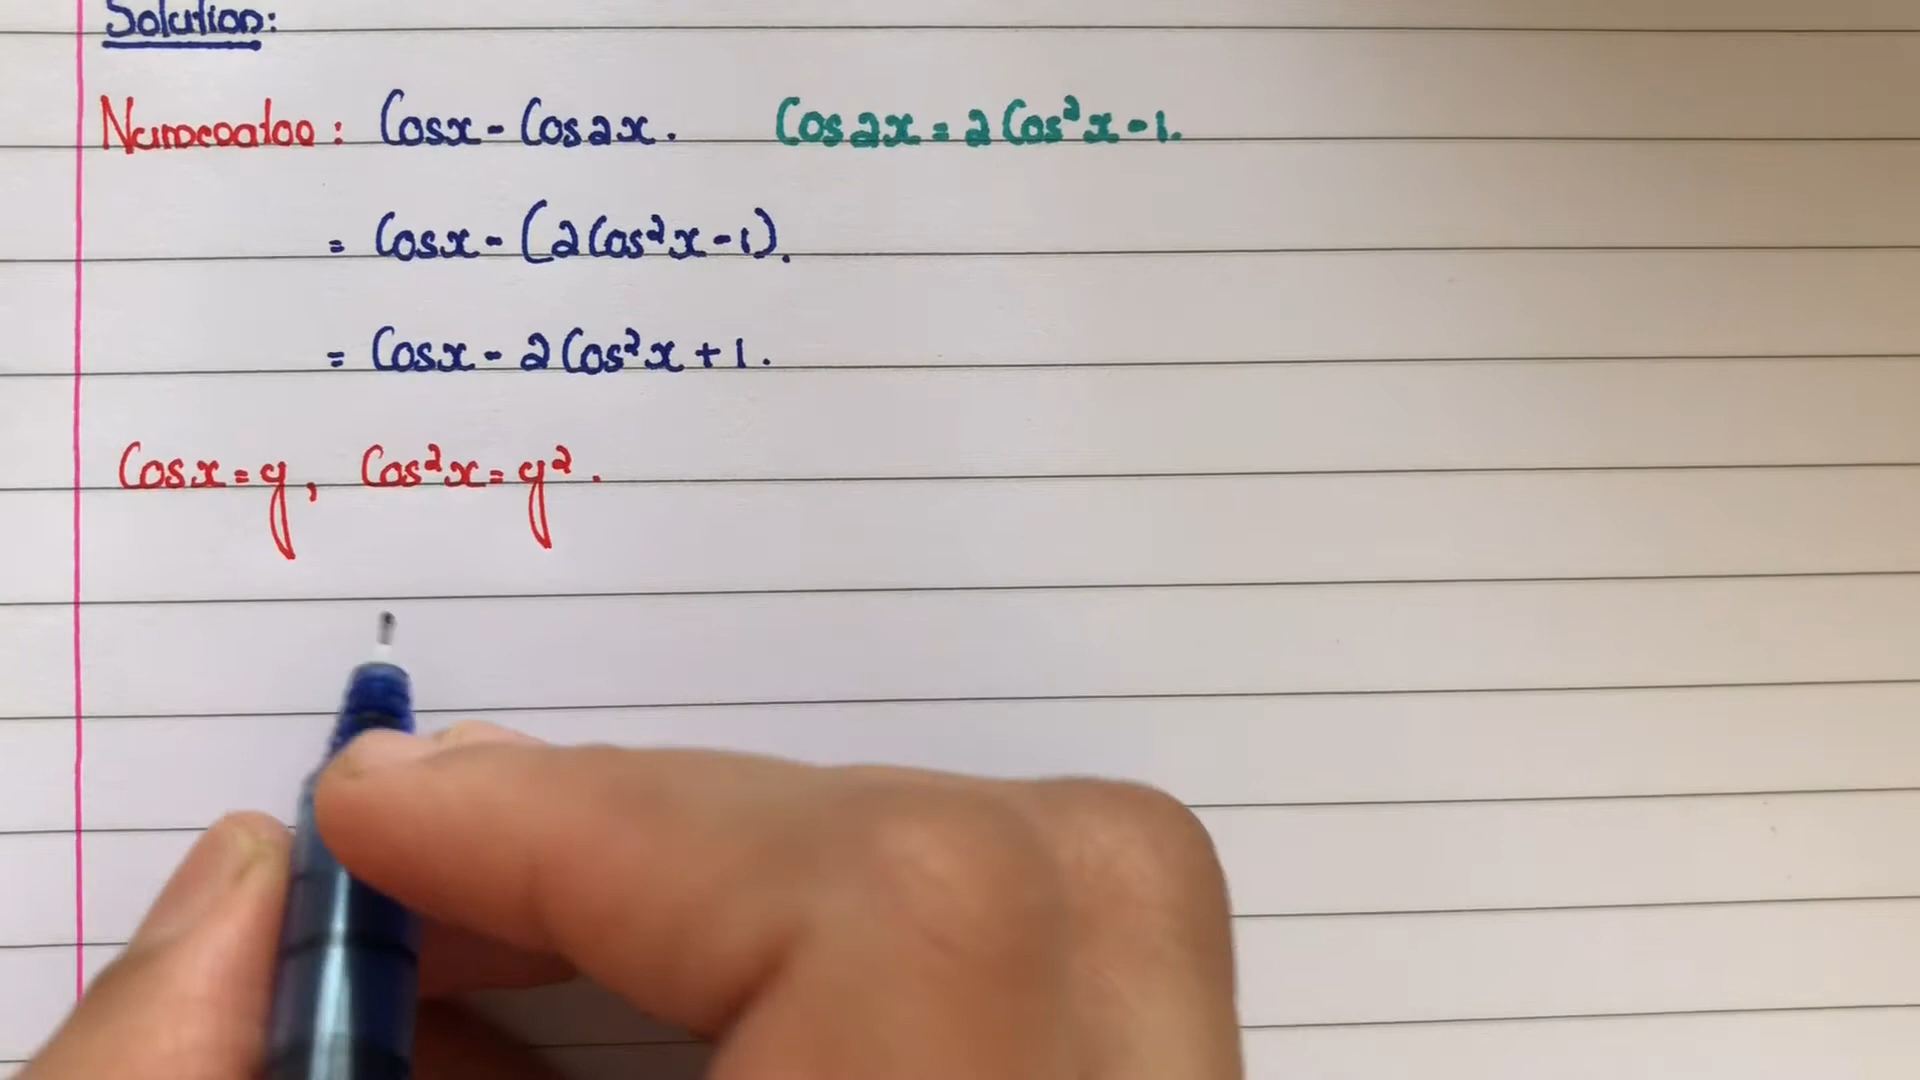 Solution:
Numerator: Cosx - Cos2x. Cos2x = 2Cos²x - 1.
= Cosx - (2Cos²x - 1).
= Cosx - 2Cos²x + 1.
Cosx = y, Cos²x = y².